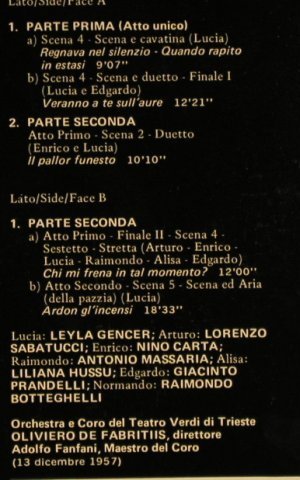 Lato/Side/Face A
1. PARTE PRIMA (Atto unico)
a) Scena 4 - Scena e cavatina (Lucia)
Regnava nel silenzio - Quando rapito
in estasi 9'07"
b) Scena 4 - Scena e duetto - Finale I
(Lucia e Edgardo)
Veranno a te sull'aure 12'21"
2. PARTE SECONDA
Atto Primo - Scena 2 - Duetto
(Enrico e Lucia)
Il pallor funesto 10'10"
Láto/Side/Face B
1. PARTE SECONDA
a) Atto Primo - Finale II - Scena 4 -
Sestetto - Stretta (Arturo - Enrico -
Lucia - Raimondo - Alisa - Edgardo)
Chi mi frena in tal momento? 12'00"
b) Atto Secondo - Scena 5 - Scena ed Aria
(della pazzia) (Lucia)
Ardon gl'incensi 18'33"
Lucia: LEYLA GENCER; Arturo: LORENZO
SABATUCCI; Enrico: NINO CARTA;
Raimondo: ANTONIO MASSARIA; Alisa:
LILIANA HUSSU; Edgardo: GIACINTO
PRANDELLI; Normando: RAIMONDO
BOTTEGHELLI
Orchestra e Coro del Teatro Verdi di Trieste
OLIVIERO DE FABRITIIS, direttore
Adolfo Fanfani, Maestro del Coro
(13 dicembre 1957)